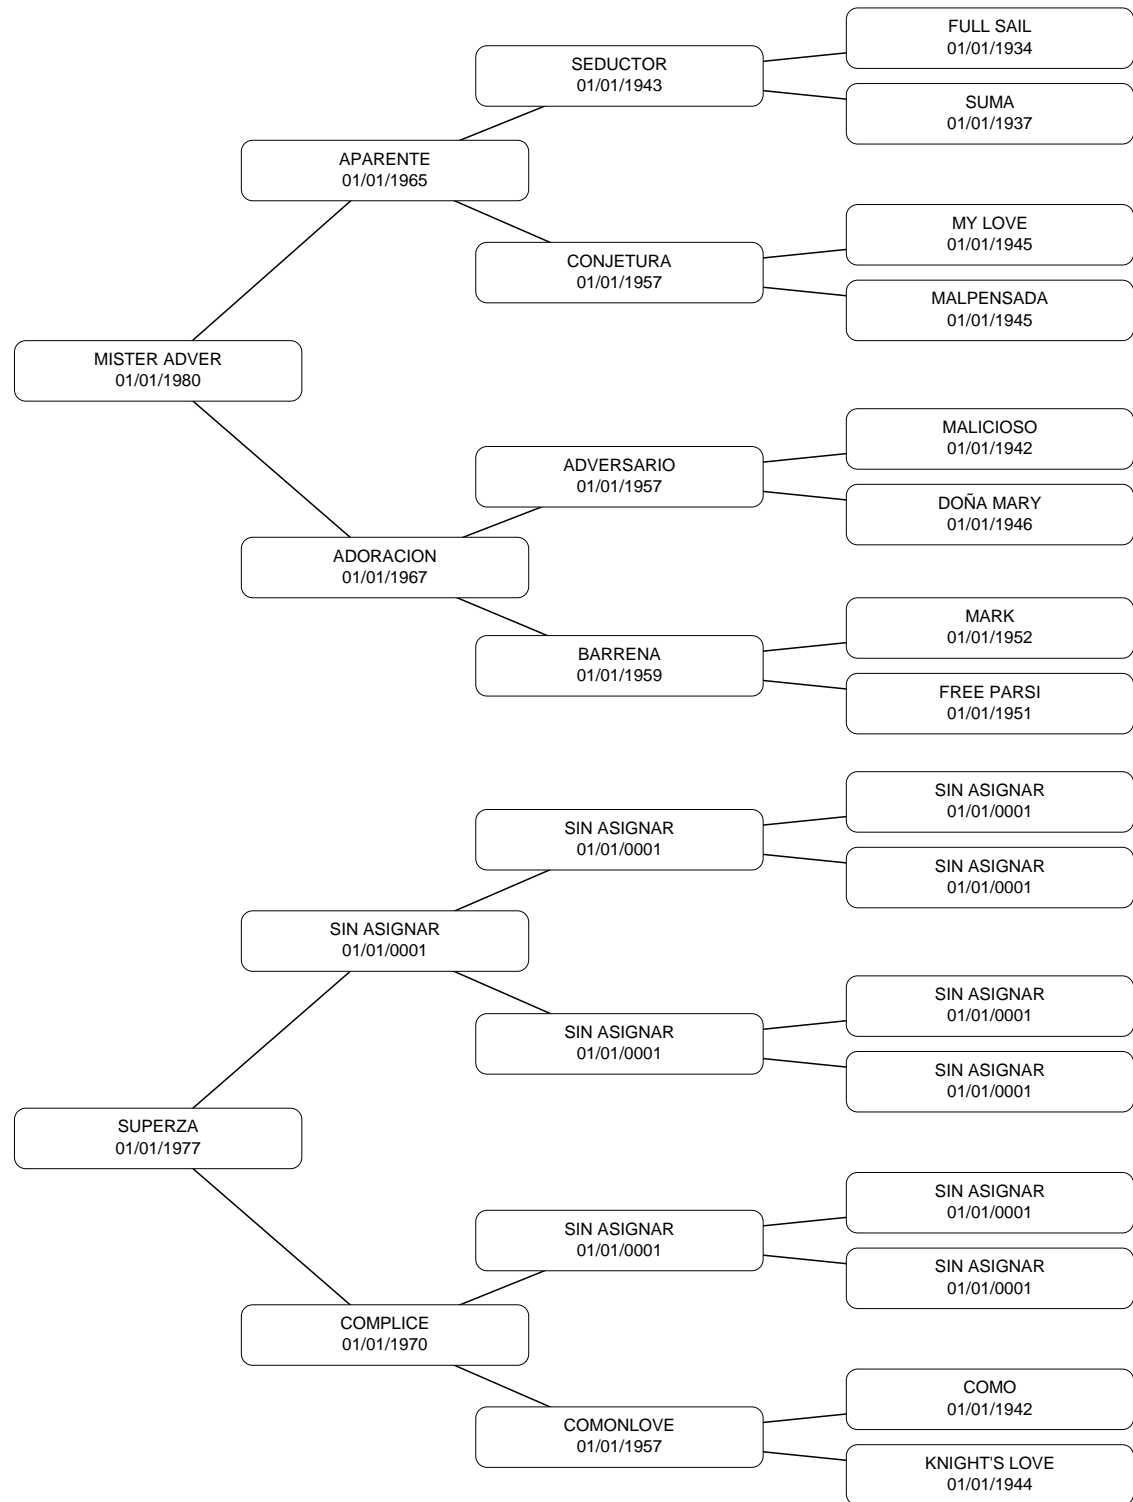 FULL SAIL
01/01/1934
SEDUCTOR
01/01/1943
SUMA
01/01/1937
APARENTE
01/01/1965
MY LOVE
01/01/1945
CONJETURA
01/01/1957
MALPENSADA
01/01/1945
MISTER ADVER
01/01/1980
MALICIOSO
01/01/1942
ADVERSARIO
01/01/1957
DOÑA MARY
01/01/1946
ADORACION
01/01/1967
MARK
01/01/1952
BARRENA
01/01/1959
FREE PARSI
01/01/1951
SIN ASIGNAR
01/01/0001
SIN ASIGNAR
01/01/0001
SIN ASIGNAR
01/01/0001
SIN ASIGNAR
01/01/0001
SIN ASIGNAR
01/01/0001
SIN ASIGNAR
01/01/0001
SIN ASIGNAR
01/01/0001
SUPERZA
01/01/1977
SIN ASIGNAR
01/01/0001
SIN ASIGNAR
01/01/0001
SIN ASIGNAR
01/01/0001
COMPLICE
01/01/1970
COMO
01/01/1942
COMONLOVE
01/01/1957
KNIGHT'S LOVE
01/01/1944